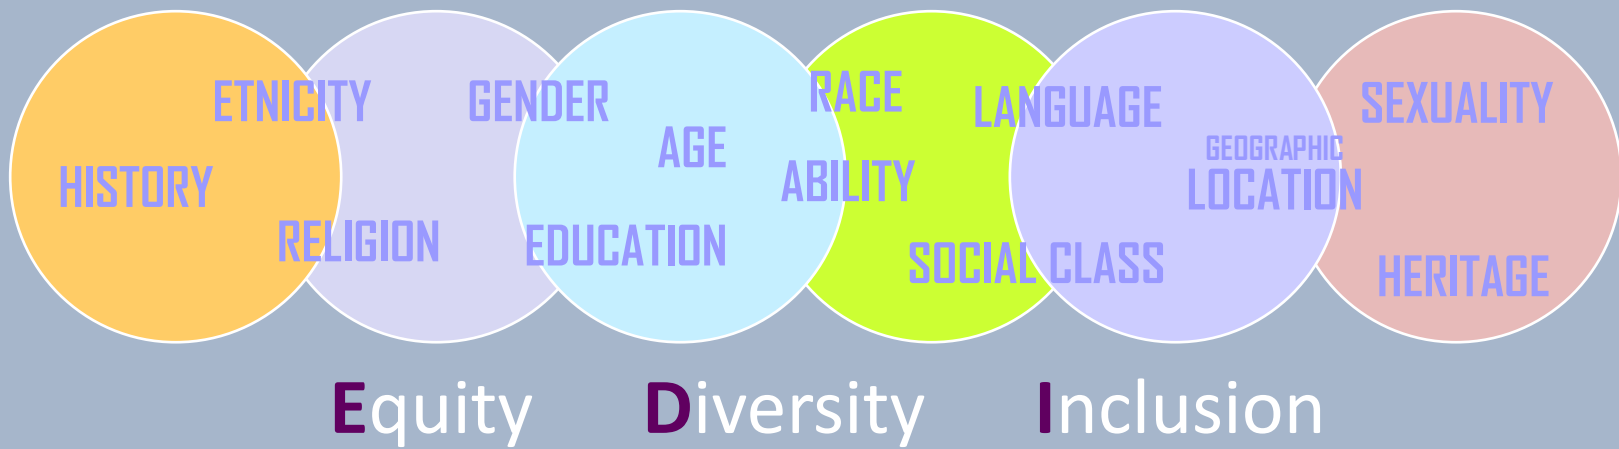 HISTORY
ETNICITY
RELIGION
GENDER
AGE
EDUCATION
RACE
ABILITY
SOCIAL CLASS
LANGUAGE
GEOGRAPHIC
LOCATION
SEXUALITY
HERITAGE
Equity Diversity Inclusion